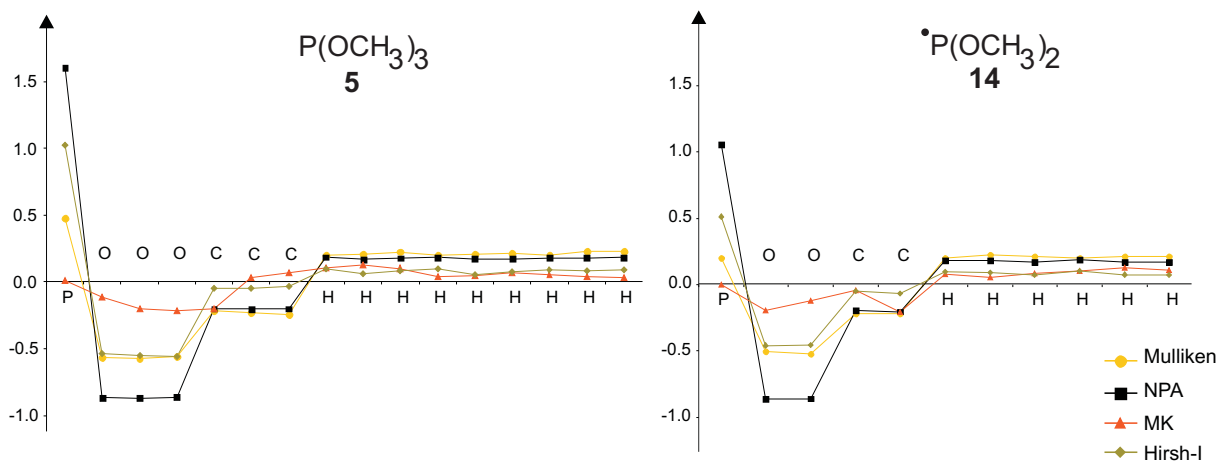 P(OCH3)3
5
1.5
1.0
0.5
0.0
-0.5
-1.0
O O O C C C
P H H H H H H H H H
•P(OCH3)2
14
1.5
1.0
0.5
0.0
-0.5
-1.0
O O C C
P H H H H H H
Mulliken
NPA
MK
Hirsh-I